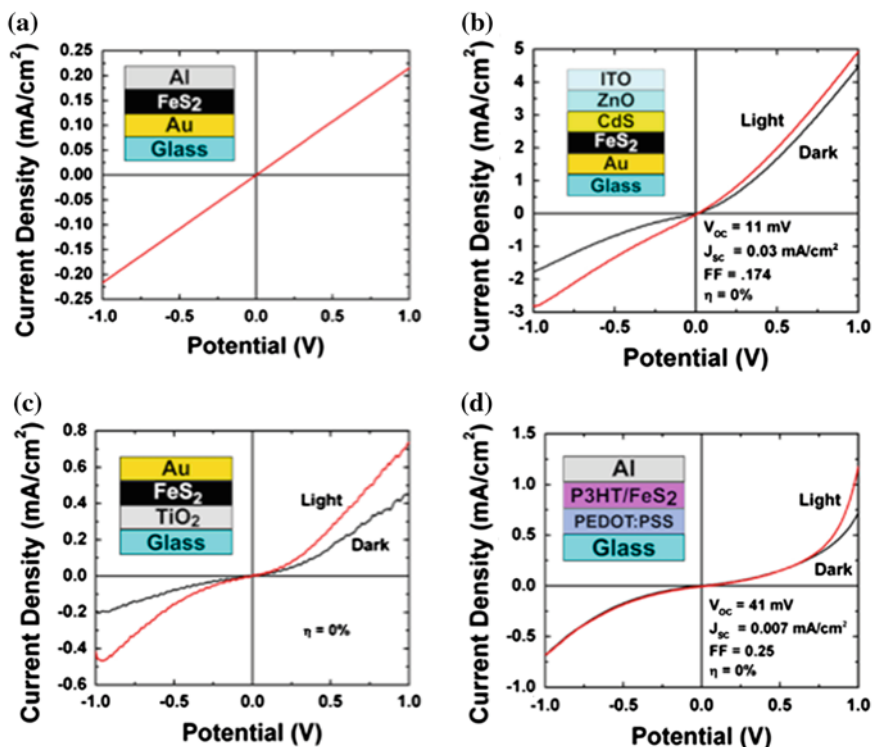 (a)
Current Density (mA/cm²)
0.25
0.20
0.15
0.10
0.05
0.00
-0.05
-0.10
-0.15
-0.20
0.25
Al
FeS₂
Au
Glass
-1.0 -0.5 0.0 0.5 1.0
Potential (V)
(b)
Current Density (mA/cm²)
5
4
3
2
1
0
-1
-2
-3
ITO
ZnO
CdS
FeS₂
Au
Glass
Light
Dark
V_OC = 11 mV
J_SC = 0.03 mA/cm²
FF = .174
η = 0%
-1.0 -0.5 0.0 0.5 1.0
Potential (V)
(c)
Current Density (mA/cm²)
0.8
0.6
0.4
0.2
0.0
-0.2
-0.4
-0.6
Au
FeS₂
TiO₂
Glass
Light
Dark
η = 0%
-1.0 -0.5 0.0 0.5 1.0
Potential (V)
(d)
Current Density (mA/cm²)
1.5
1.0
0.5
0.0
-0.5
-1.0
Al
P3HT/FeS₂
PEDOT:PSS
Glass
Light
Dark
V_OC = 41 mV
J_SC = 0.007 mA/cm²
FF = 0.25
η = 0%
-1.0 -0.5 0.0 0.5 1.0
Potential (V)